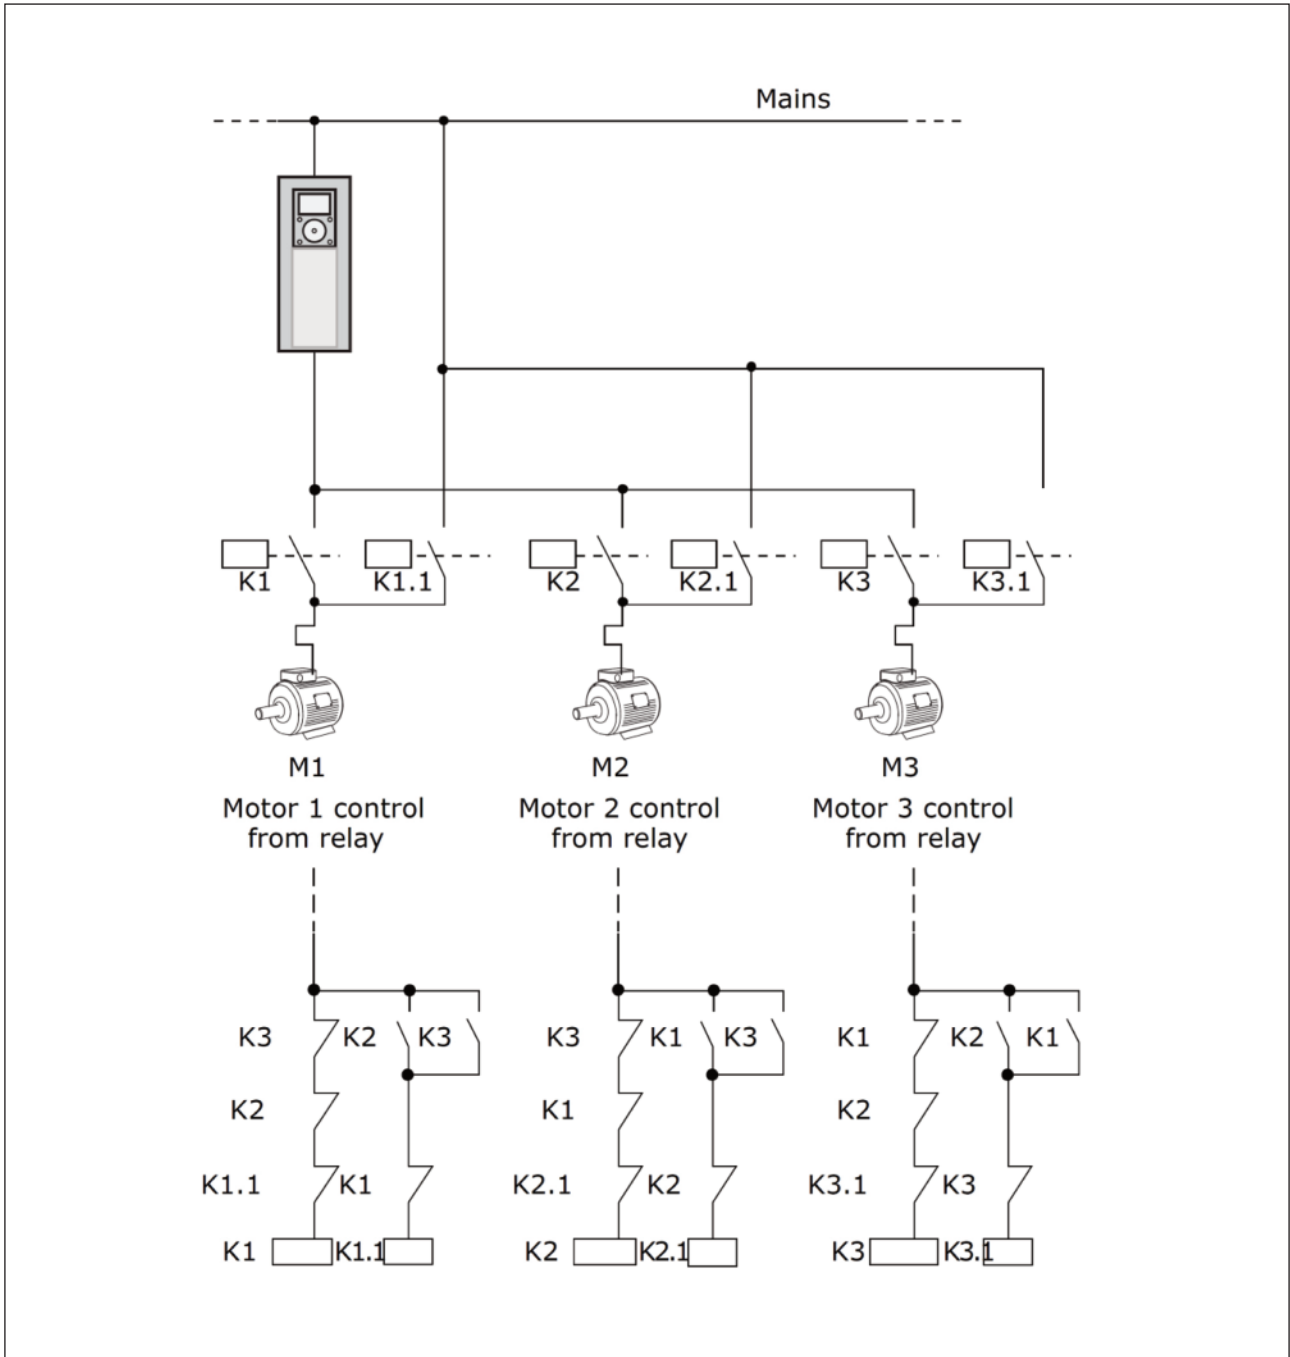 Mains
K1 K1.1 K2 K2.1 K3 K3.1
M1 M2 M3
Motor 1 control Motor 2 control Motor 3 control
from relay from relay from relay
K3 K2 K3 K3 K1 K3 K1 K2 K1
K2 K1 K2
K1.1 K1 K2.1 K2 K3.1 K3
K1 K1.1 K2 K2.1 K3 K3.1